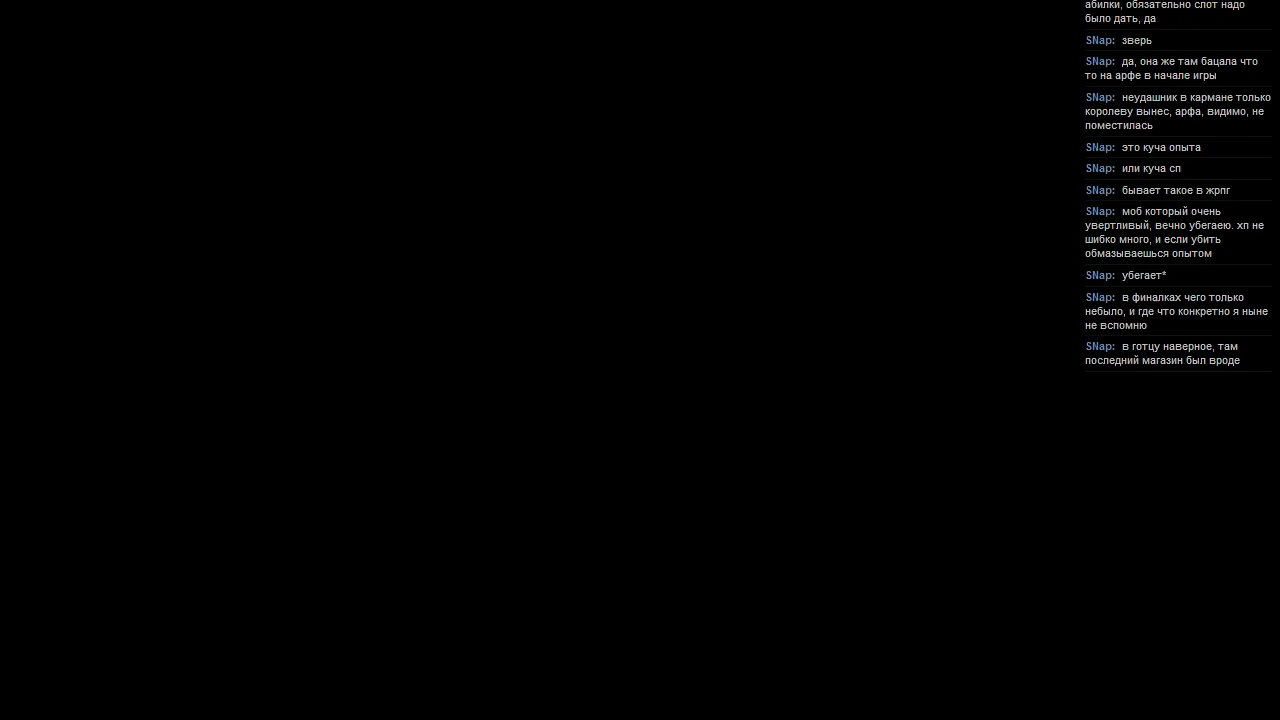 абилки, обязательно слот надо
было дать, да
SNap: зверь
SNap: да, она же там бацала что
то на арфе в начале игры
SNap: неудашник в кармане только
королеву вынес, арфа, видимо, не
поместилась
SNap: это куча опыта
SNap: или куча сп
SNap: бывает такое в жрпг
SNap: моб который очень
увертливый, вечно убегаею. хп не
шибко много, и если убить
обмазываешься опытом
SNap: убегает*
SNap: в финалках чего только
небыло, и где что конкретно я ныне
не вспомню
SNap: в готцу наверное, там
последний магазин был вроде